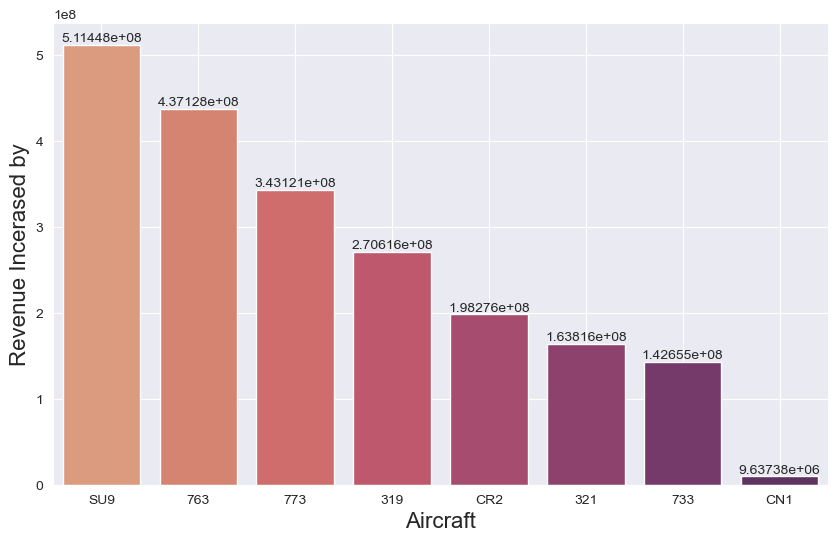 1e8
5.11448e+08
5
4.37128e+08
4
3.43121e+08
3
2.70616e+08
2
1.98276e+08
1.63816e+08
1.42655e+08
1
9.63738e+06
0
Revenue Incerased by
SU9 763 773 319 CR2 321 733 CN1
Aircraft